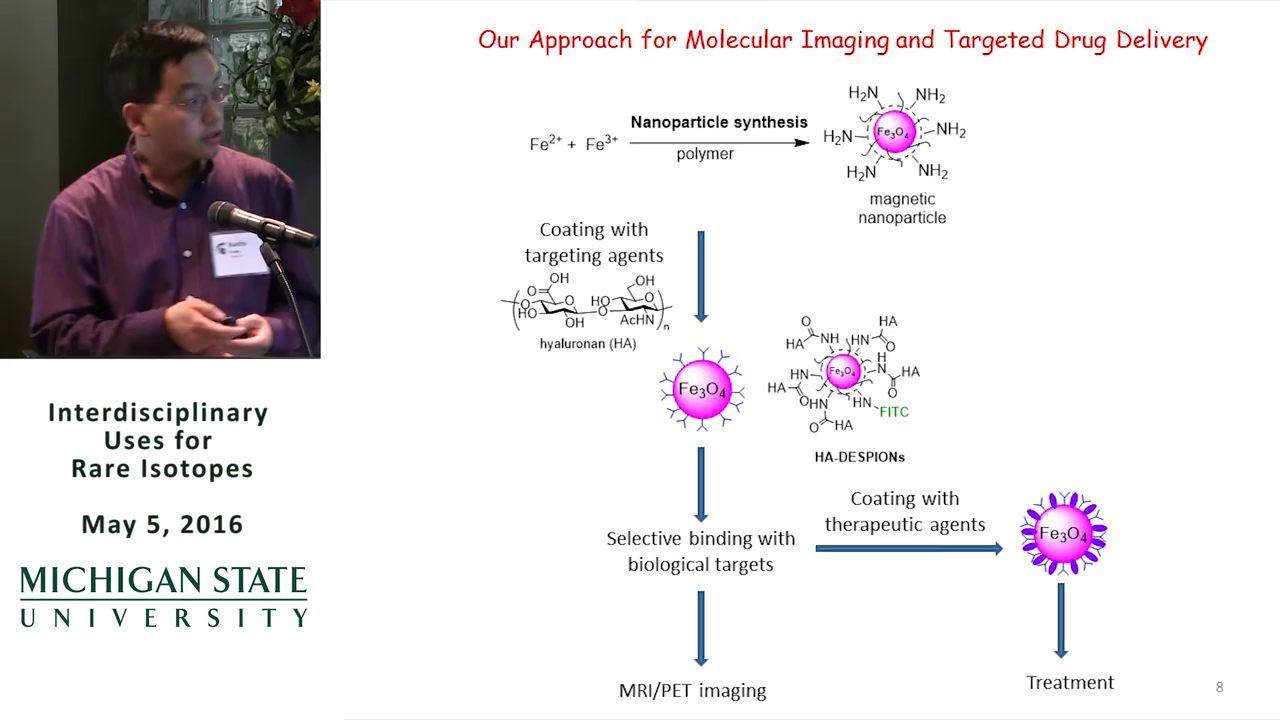 Our Approach for Molecular Imaging and Targeted Drug Delivery
Fe2+ + Fe3+
Nanoparticle synthesis
polymer
H2N
NH2
H2N
Fe3O4
NH2
H2N
NH2
magnetic
nanoparticle
Coating with
targeting agents
OH
O
O
HO
OH
O
HO
OH
O
AcHN
n
hyaluronan (HA)
Fe3O4
O
HA
NH
HN
HA
O
HN
HA
O
Fe3O4
H
N
HA
O
OHN
HA
O
HN
FITC
HA-DESPIONs
Selective binding with
biological targets
Coating with
therapeutic agents
Fe3O4
MRI/PET imaging
Treatment
8
Interdisciplinary
Uses for
Rare Isotopes
May 5, 2016
MICHIGAN STATE
UNIVERSITY